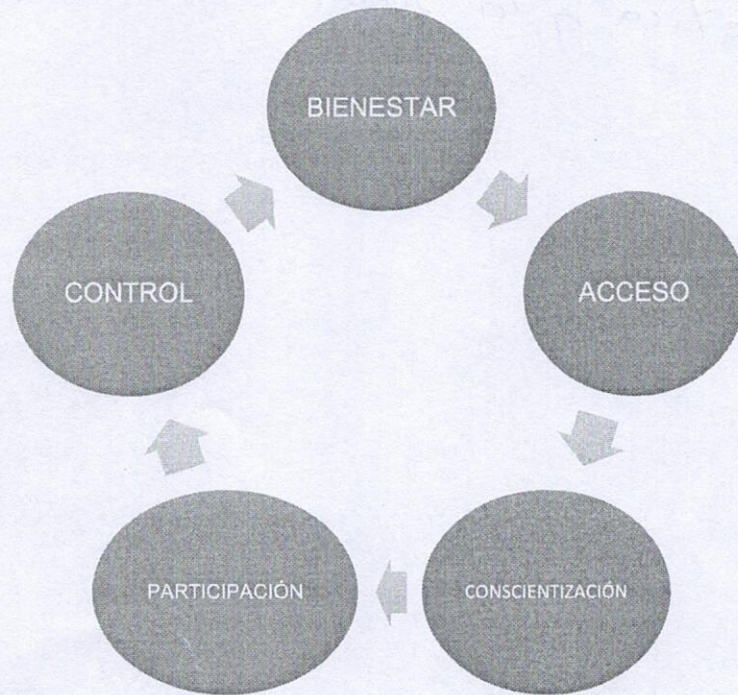 BIENESTAR
ACCESO
CONSCIENTIZACIÓN
PARTICIPACIÓN
CONTROL